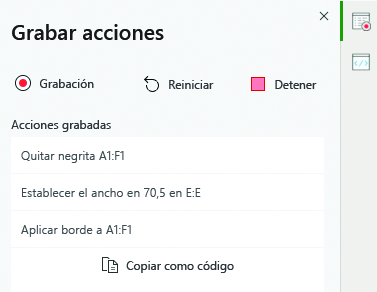 Grabar acciones
Grabación
Reiniciar
Detener
Acciones grabadas
Quitar negrita A1:F1
Establecer el ancho en 70,5 en E:E
Aplicar borde a A1:F1
Copiar como código